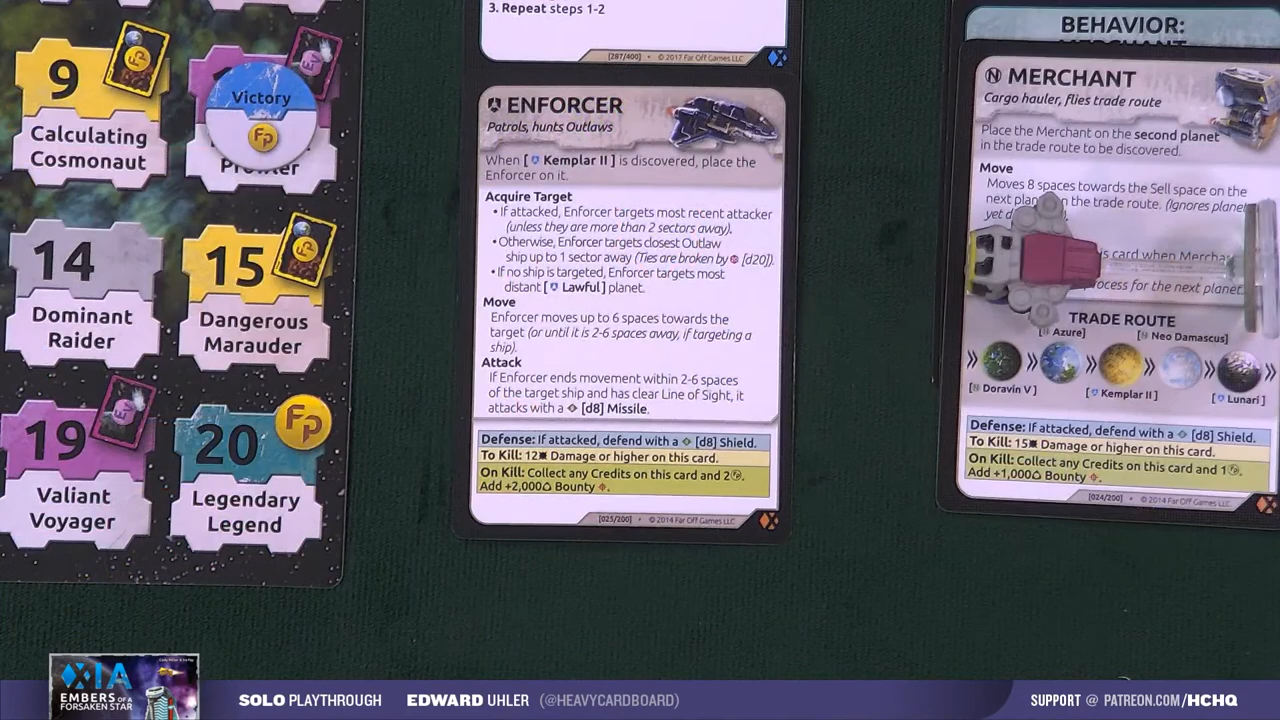 9
Calculating
Cosmonaut
Victory
Fp
14
Dominant
Raider
15
Dangerous
Marauder
19
Valiant
Voyager
20
Fp
Legendary
Legend
3. Repeat steps 1-2
[287/400] • © 2017 Far Off Games LLC
ENFORCER
Patrols, hunts Outlaws
When [ Kemplar II ] is discovered, place the
Enforcer on it.
Acquire Target
• If attacked, Enforcer targets most recent attacker
(unless they are more than 2 sectors away).
• Otherwise, Enforcer targets closest Outlaw
ship up to 1 sector away (Ties are broken by [d20]).
• If no ship is targeted, Enforcer targets most
distant [ Lawful ] planet.
Move
Enforcer moves up to 6 spaces towards the
target (or until it is 2-6 spaces away, if targeting a
ship).
Attack
If Enforcer ends movement within 2-6 spaces
of the target ship and has clear Line of Sight, it
attacks with a [d8] Missile.
Defense: If attacked, defend with a [d8] Shield.
To Kill: 12 Damage or higher on this card.
On Kill: Collect any Credits on this card and 2.
Add +2,000 Bounty.
[025/200] • © 2014 Far Off Games LLC
BEHAVIOR:
N MERCHANT
Cargo hauler, flies trade route
Place the Merchant on the second planet
in the trade route to be discovered.
Move
Moves 8 spaces towards the Sell space on the
next on the trade route. (Ignores
yet
card when
process for the next planet.
TRADE ROUTE
[N Azure]
[N Neo Damascus]
[N Doravin V]
[ Kemplar II ]
[ Lunari ]
Defense: If attacked, defend with a [d8] Shield.
To Kill: 15 Damage or higher on this card.
On Kill: Collect any Credits on this card and 1.
Add +1,000 Bounty.
[024/200] • © 2014 Far Off Games LLC
XIA
EMBERS OF A
FORSAKEN STAR
SOLO PLAYTHROUGH
EDWARD UHLER (@HEAVYCARDBOARD)
SUPPORT @ PATREON.COM/HCHQ